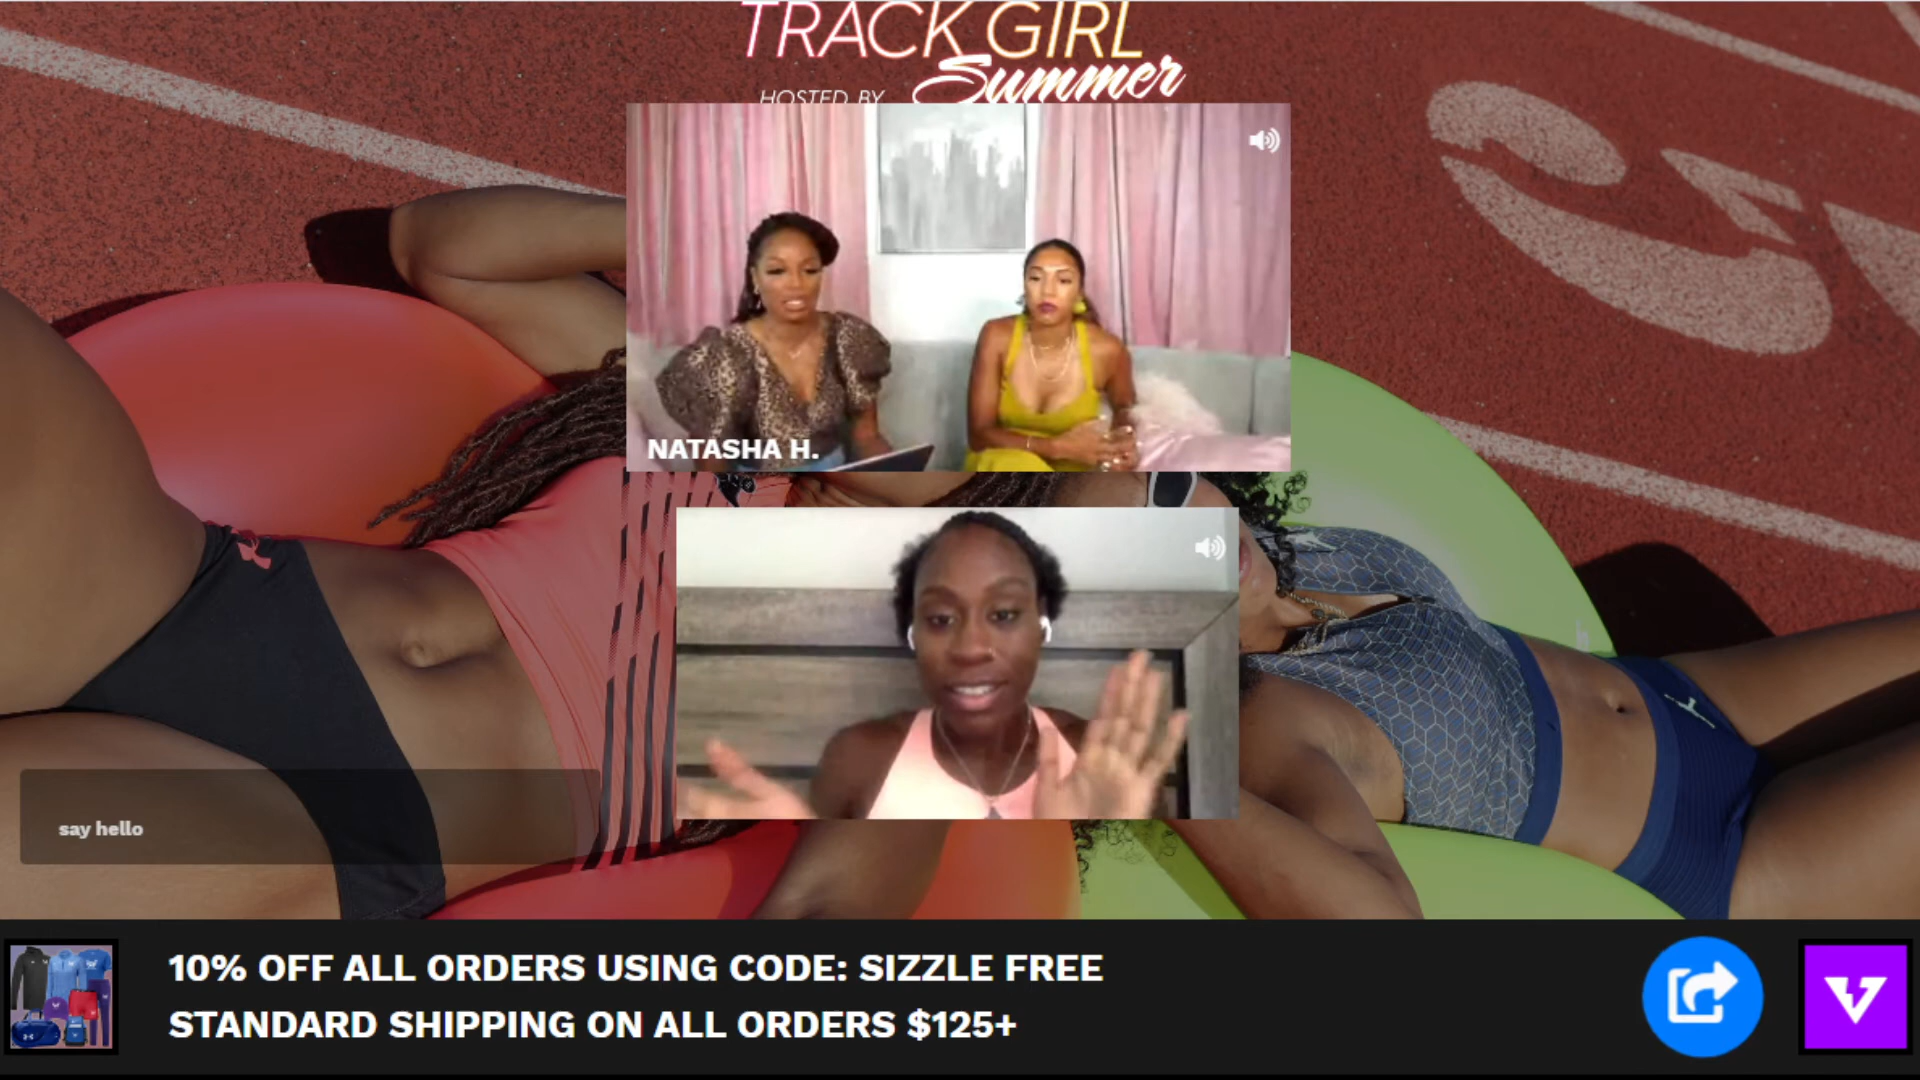 TRACK GIRL
Summer
HOSTED BY
NATASHA H.
say hello
10% OFF ALL ORDERS USING CODE: SIZZLE FREE
STANDARD SHIPPING ON ALL ORDERS $125+